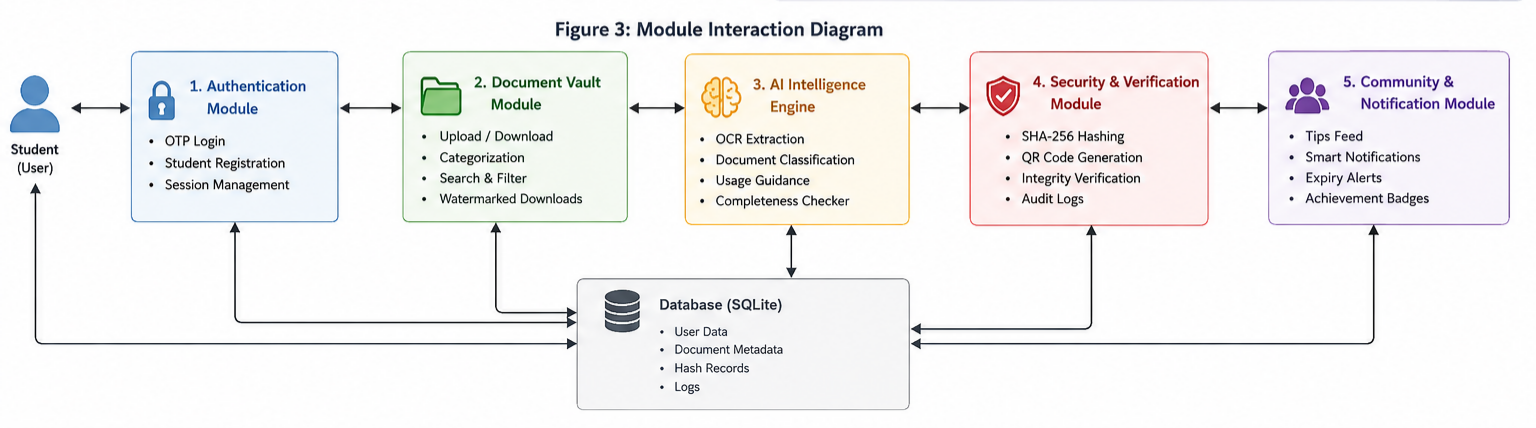 Figure 3: Module Interaction Diagram
Student
(User)
1. Authentication
Module
• OTP Login
• Student Registration
• Session Management
2. Document Vault
Module
• Upload / Download
• Categorization
• Search & Filter
• Watermarked Downloads
3. AI Intelligence
Engine
• OCR Extraction
• Document Classification
• Usage Guidance
• Completeness Checker
4. Security & Verification
Module
• SHA-256 Hashing
• QR Code Generation
• Integrity Verification
• Audit Logs
5. Community &
Notification Module
• Tips Feed
• Smart Notifications
• Expiry Alerts
• Achievement Badges
Database (SQLite)
• User Data
• Document Metadata
• Hash Records
• Logs